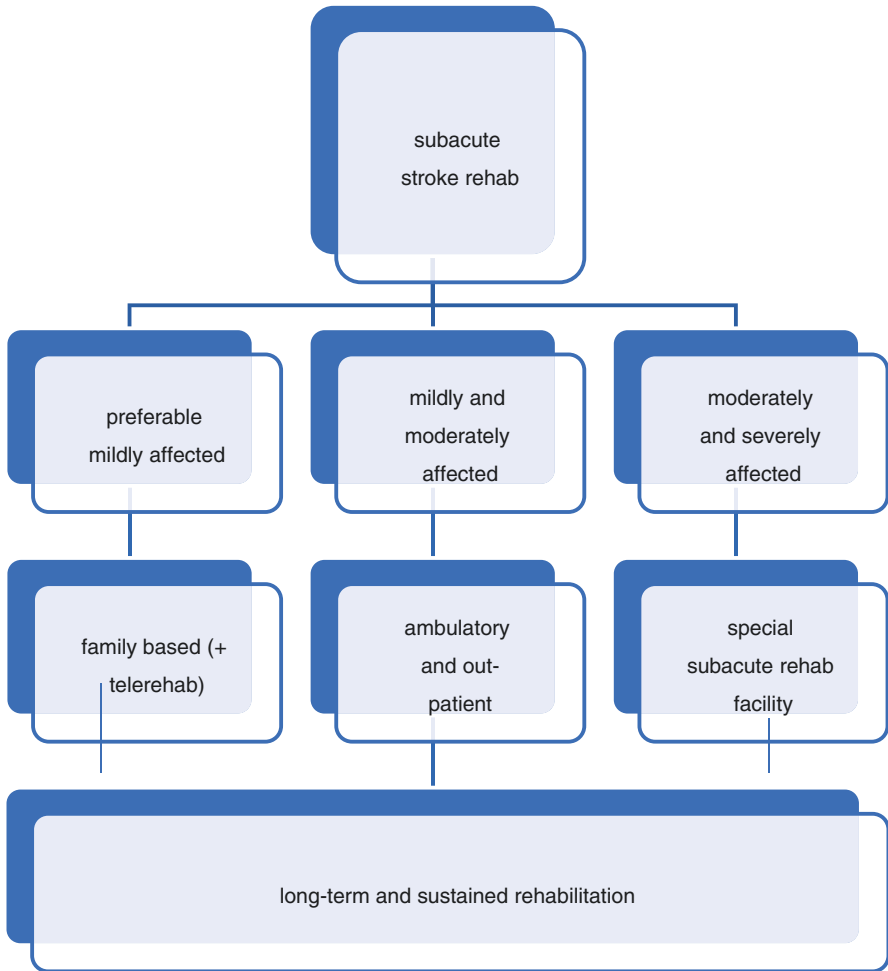 subacute
stroke rehab
preferable
mildly affected
mildly and
moderately
affected
moderately
and severely
affected
family based (+
telerehab)
ambulatory
and out-
patient
special
subacute rehab
facility
long-term and sustained rehabilitation